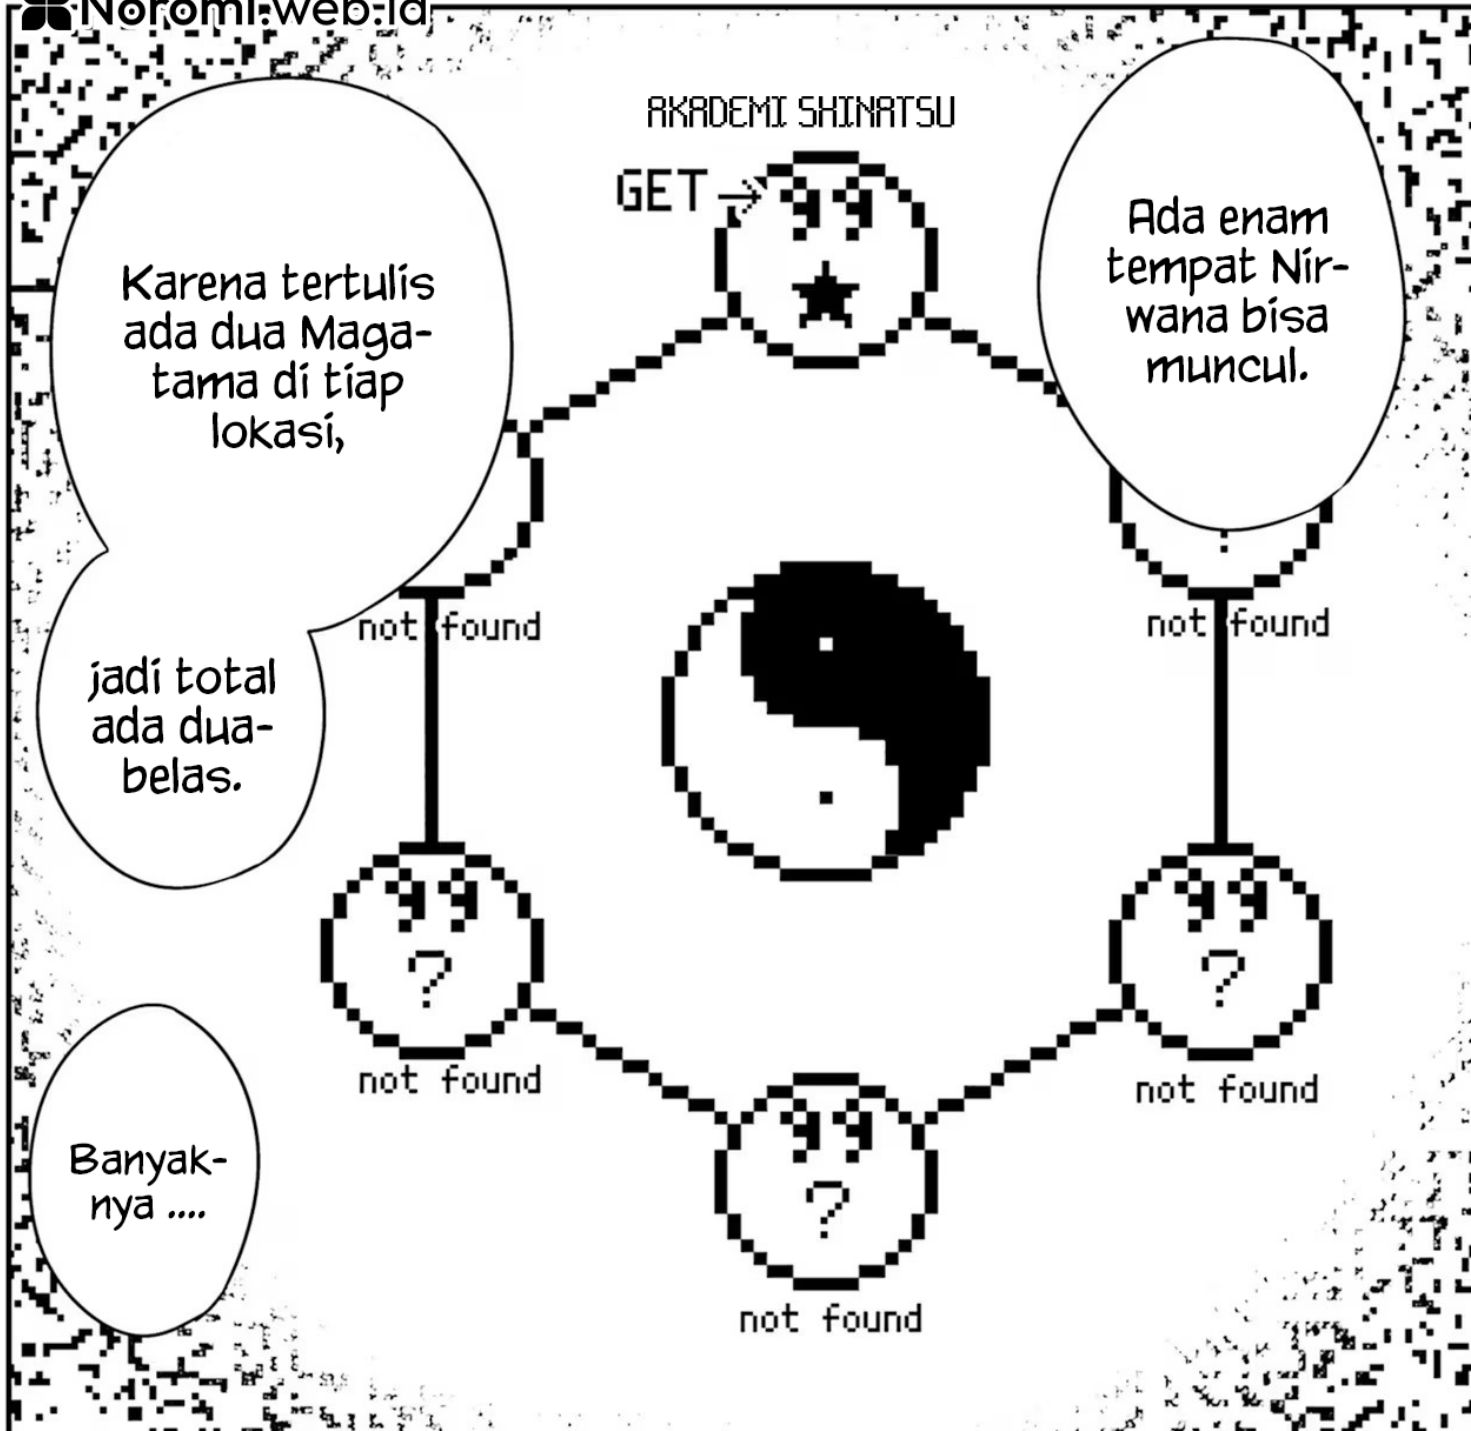 Noromi.web.id
AKADEMI SHINATSU
GET →
Ada enam
tempat Nir-
wana bisa
muncul.
Karena tertulis
ada dua Maga-
tama di tiap
lokasi,
jadi total
ada dua-
belas.
not found
not found
?
?
not found
not found
Banyak-
nya ....
?
not found